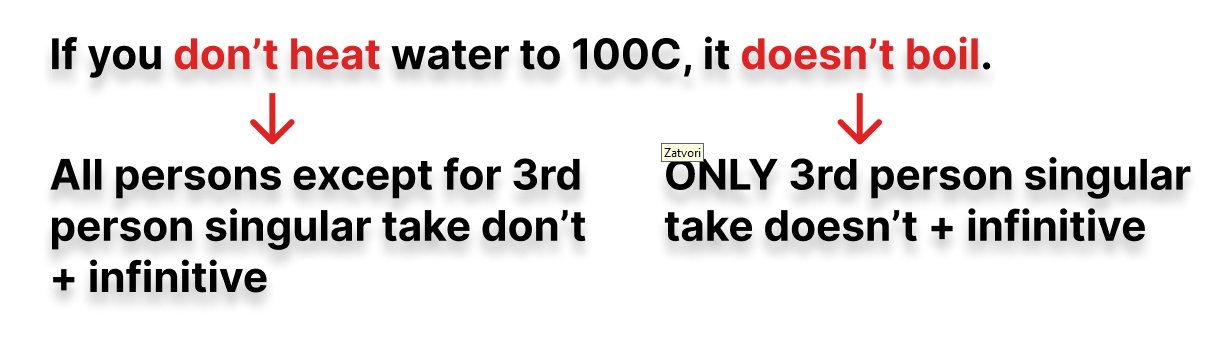 If you don’t heat water to 100C, it doesn’t boil.
All persons except for 3rd
person singular take don’t
+ infinitive
Zatvori
ONLY 3rd person singular
take doesn’t + infinitive